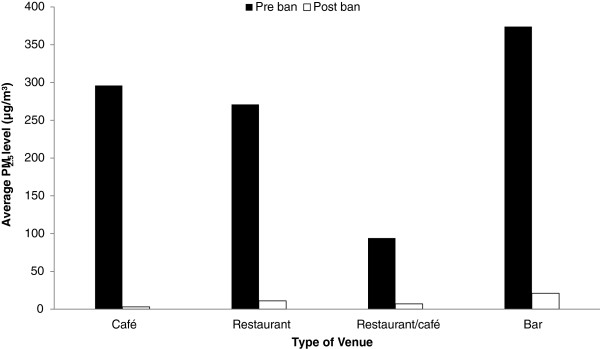 Pre ban Post ban
400
350
300
250
200
150
100
50
0
Average PM2.5 level (µg/m³)
Café Restaurant Restaurant/café Bar
Type of Venue